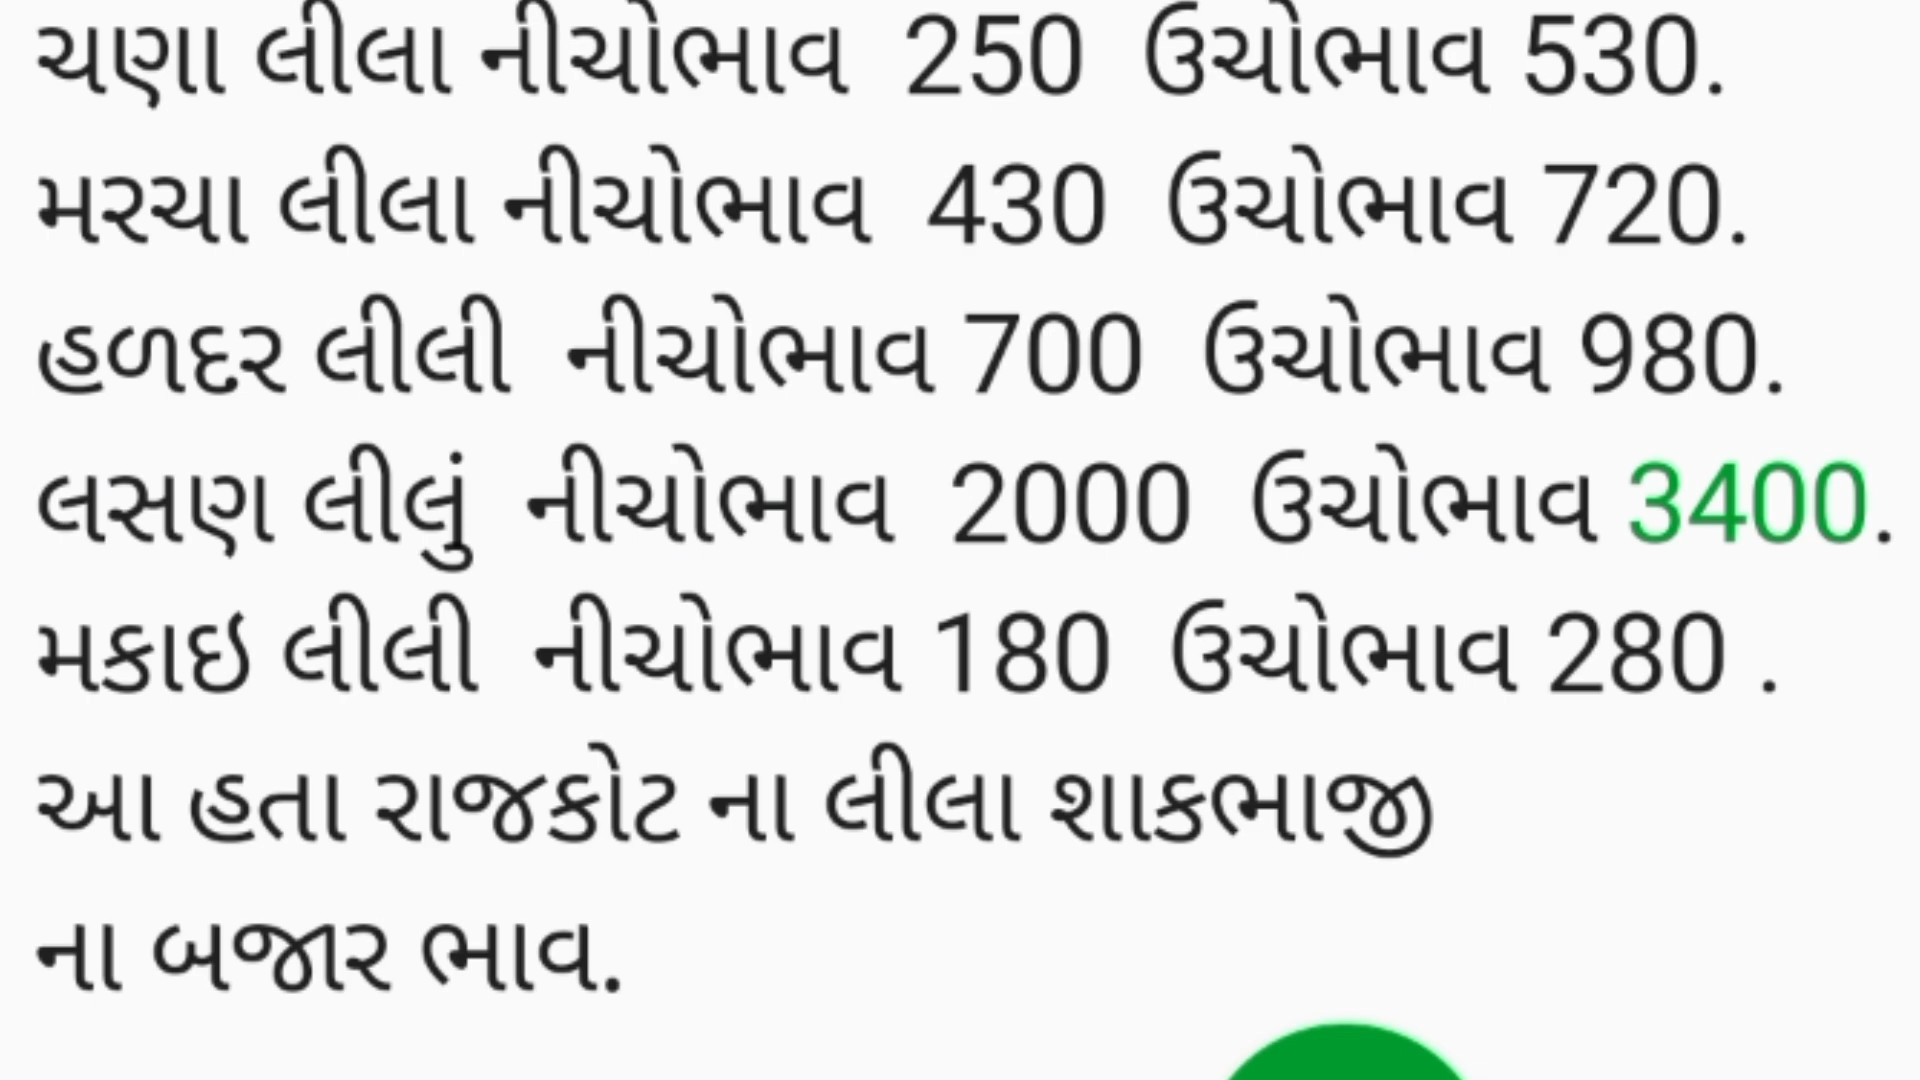 ચણા લીલા નીચોભાવ  250  ઉચોભાવ 530.
મરચા લીલા નીચોભાવ  430  ઉચોભાવ 720.
હળદર લીલી  નીચોભાવ 700  ઉચોભાવ 980.
લસણ લીલું  નીચોભાવ  2000  ઉચોભાવ 3400.
મકાઇ લીલી  નીચોભાવ 180  ઉચોભાવ 280 .
આ હતા રાજકોટ ના લીલા શાકભાજી
ના બજાર ભાવ.